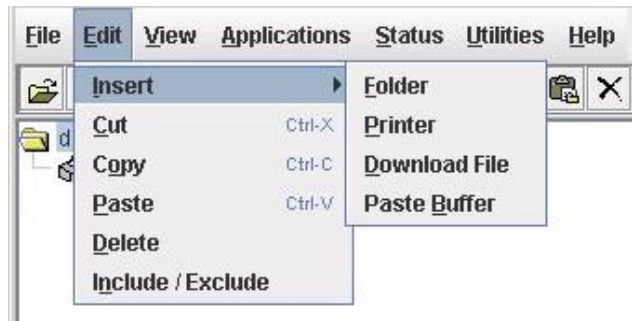 File Edit View Applications Status Utilities Help
Insert
Cut Ctrl-X
Copy Ctrl-C
Paste Ctrl-V
Delete
Include / Exclude
Folder
Printer
Download File
Paste Buffer
d